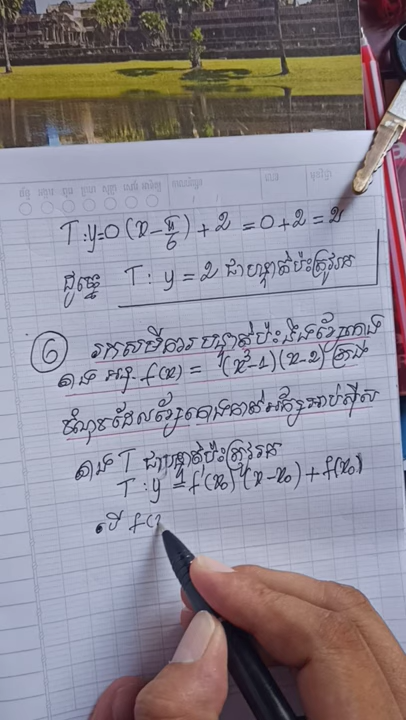 T : y = 0 (x - π/6) + 2 = 0 + 2 = 2
ដូច្នេះ T : y = 2 ជាបន្ទាត់ប៉ះត្រូវរក
6 រកសមីការបន្ទាត់ប៉ះនឹងខ្សែកោង
តាង អនុ. f(x) = (x²-1)(x-2) ត្រង់
ចំណុចដែលខ្សែកោងកាត់អ័ក្សអាប់ស៊ីស
តាង T ជាបន្ទាត់ប៉ះត្រូវរក
T : y = f'(x₀)(x-x₀) + f(x₀)
បើ f(